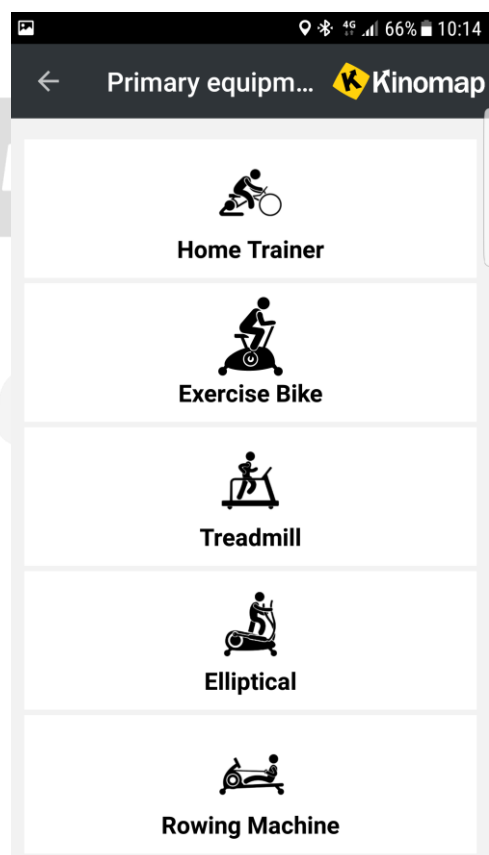 4G 66% 10:14
Primary equipm... Kinomap
Home Trainer
Exercise Bike
Treadmill
Elliptical
Rowing Machine